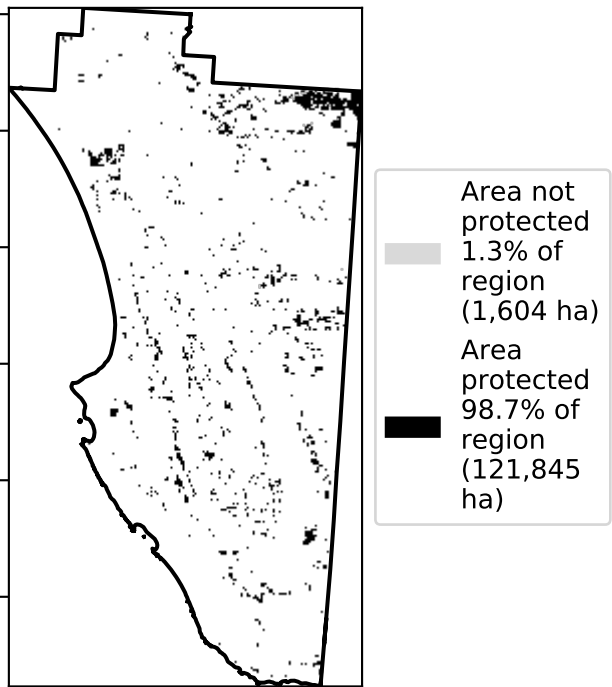 Area not
protected
1.3% of
region
(1,604 ha)
Area
protected
98.7% of
region
(121,845
ha)